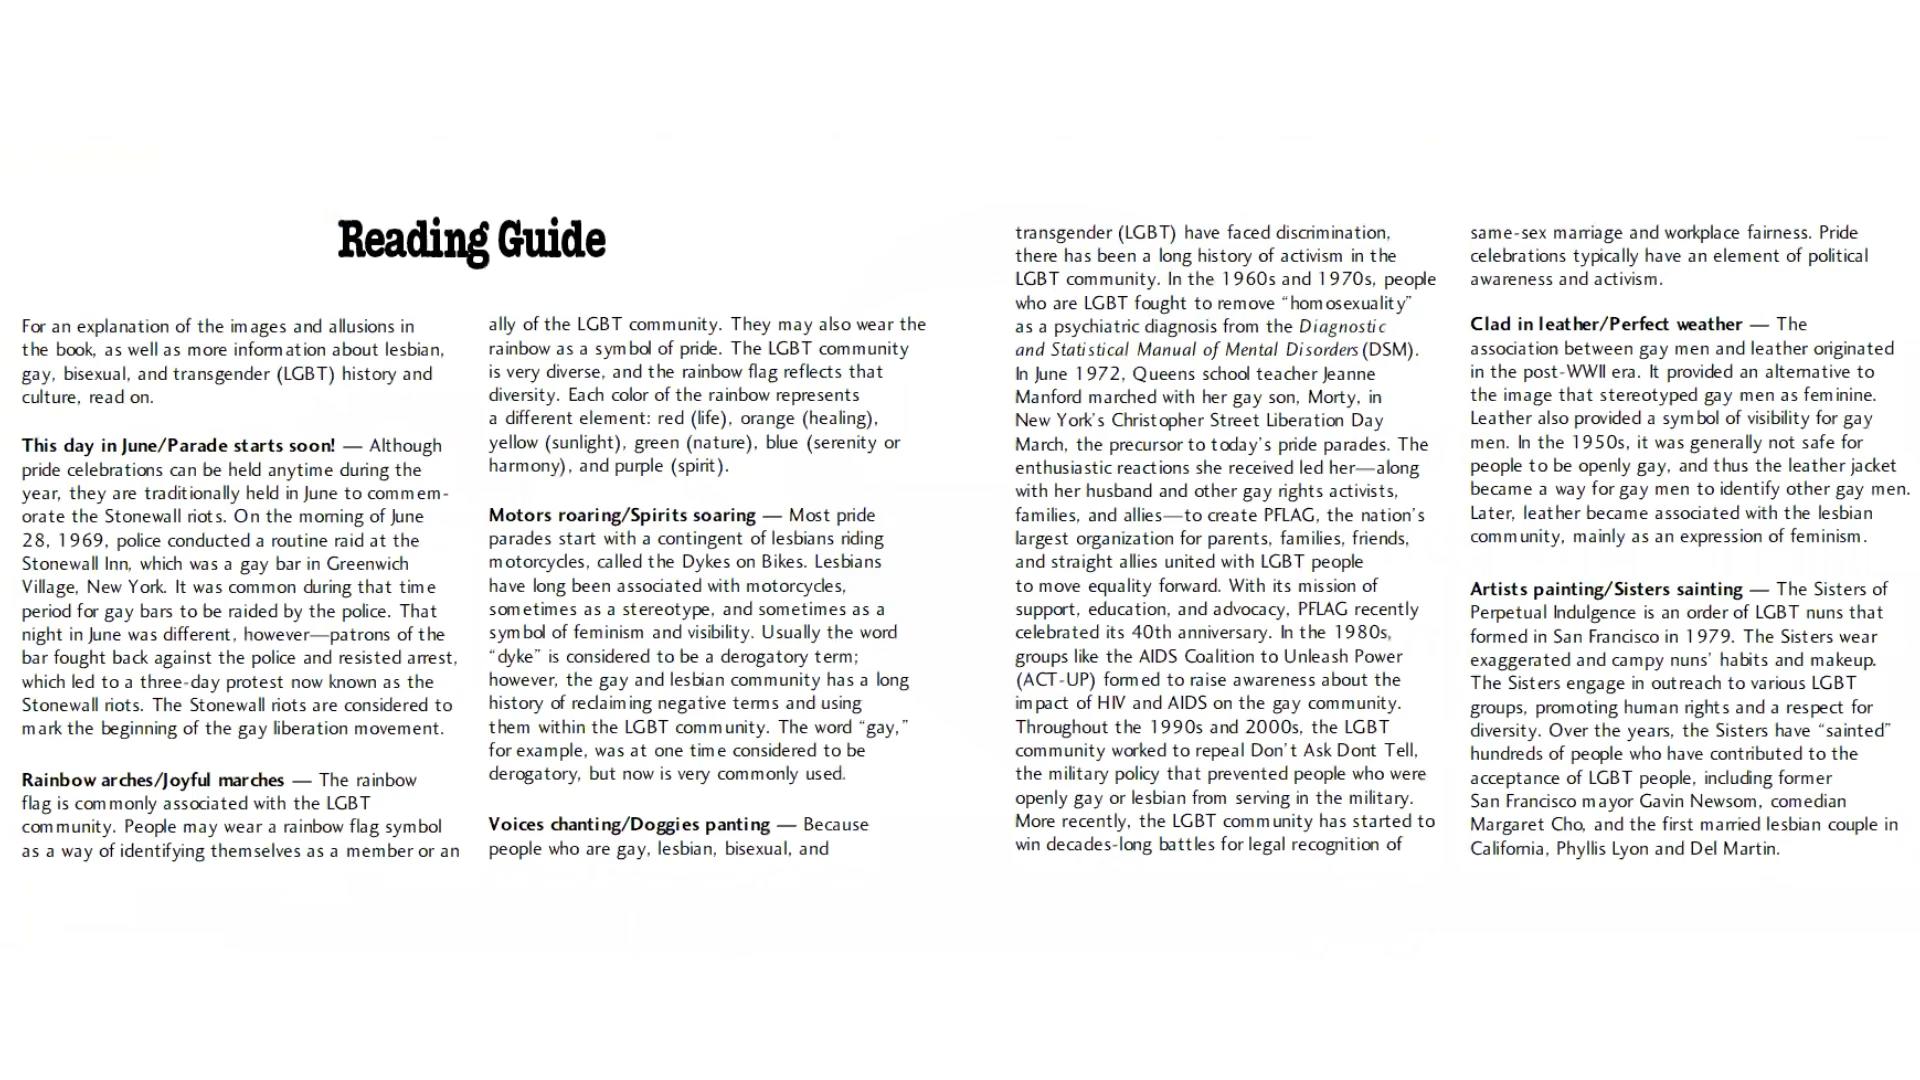 Reading Guide
For an explanation of the images and allusions in
the book, as well as more information about lesbian,
gay, bisexual, and transgender (LGBT) history and
culture, read on.
This day in June/Parade starts soon! — Although
pride celebrations can be held anytime during the
year, they are traditionally held in June to commem-
orate the Stonewall riots. On the morning of June
28, 1969, police conducted a routine raid at the
Stonewall Inn, which was a gay bar in Greenwich
Village, New York. It was common during that time
period for gay bars to be raided by the police. That
night in June was different, however—patrons of the
bar fought back against the police and resisted arrest,
which led to a three-day protest now known as the
Stonewall riots. The Stonewall riots are considered to
mark the beginning of the gay liberation movement.
Rainbow arches/Joyful marches — The rainbow
flag is commonly associated with the LGBT
community. People may wear a rainbow flag symbol
as a way of identifying themselves as a member or an
ally of the LGBT community. They may also wear the
rainbow as a symbol of pride. The LGBT community
is very diverse, and the rainbow flag reflects that
diversity. Each color of the rainbow represents
a different element: red (life), orange (healing),
yellow (sunlight), green (nature), blue (serenity or
harmony), and purple (spirit).
Motors roaring/Spirits soaring — Most pride
parades start with a contingent of lesbians riding
motorcycles, called the Dykes on Bikes. Lesbians
have long been associated with motorcycles,
sometimes as a stereotype, and sometimes as a
symbol of feminism and visibility. Usually the word
“dyke” is considered to be a derogatory term;
however, the gay and lesbian community has a long
history of reclaiming negative terms and using
them within the LGBT community. The word “gay,”
for example, was at one time considered to be
derogatory, but now is very commonly used.
Voices chanting/Doggies panting — Because
people who are gay, lesbian, bisexual, and
transgender (LGBT) have faced discrimination,
there has been a long history of activism in the
LGBT community. In the 1960s and 1970s, people
who are LGBT fought to remove “homosexuality”
as a psychiatric diagnosis from the Diagnostic
and Statistical Manual of Mental Disorders (DSM).
In June 1972, Queens school teacher Jeanne
Manford marched with her gay son, Morty, in
New York’s Christopher Street Liberation Day
March, the precursor to today’s pride parades. The
enthusiastic reactions she received led her—along
with her husband and other gay rights activists,
families, and allies—to create PFLAG, the nation’s
largest organization for parents, families, friends,
and straight allies united with LGBT people
to move equality forward. With its mission of
support, education, and advocacy, PFLAG recently
celebrated its 40th anniversary. In the 1980s,
groups like the AIDS Coalition to Unleash Power
(ACT-UP) formed to raise awareness about the
impact of HIV and AIDS on the gay community.
Throughout the 1990s and 2000s, the LGBT
community worked to repeal Don’t Ask Dont Tell,
the military policy that prevented people who were
openly gay or lesbian from serving in the military.
More recently, the LGBT community has started to
win decades-long battles for legal recognition of
same-sex marriage and workplace fairness. Pride
celebrations typically have an element of political
awareness and activism.
Clad in leather/Perfect weather — The
association between gay men and leather originated
in the post-WWII era. It provided an alternative to
the image that stereotyped gay men as feminine.
Leather also provided a symbol of visibility for gay
men. In the 1950s, it was generally not safe for
people to be openly gay, and thus the leather jacket
became a way for gay men to identify other gay men.
Later, leather became associated with the lesbian
community, mainly as an expression of feminism.
Artists painting/Sisters sainting — The Sisters of
Perpetual Indulgence is an order of LGBT nuns that
formed in San Francisco in 1979. The Sisters wear
exaggerated and campy nuns’ habits and makeup.
The Sisters engage in outreach to various LGBT
groups, promoting human rights and a respect for
diversity. Over the years, the Sisters have “sainted”
hundreds of people who have contributed to the
acceptance of LGBT people, including former
San Francisco mayor Gavin Newsom, comedian
Margaret Cho, and the first married lesbian couple in
California, Phyllis Lyon and Del Martin.